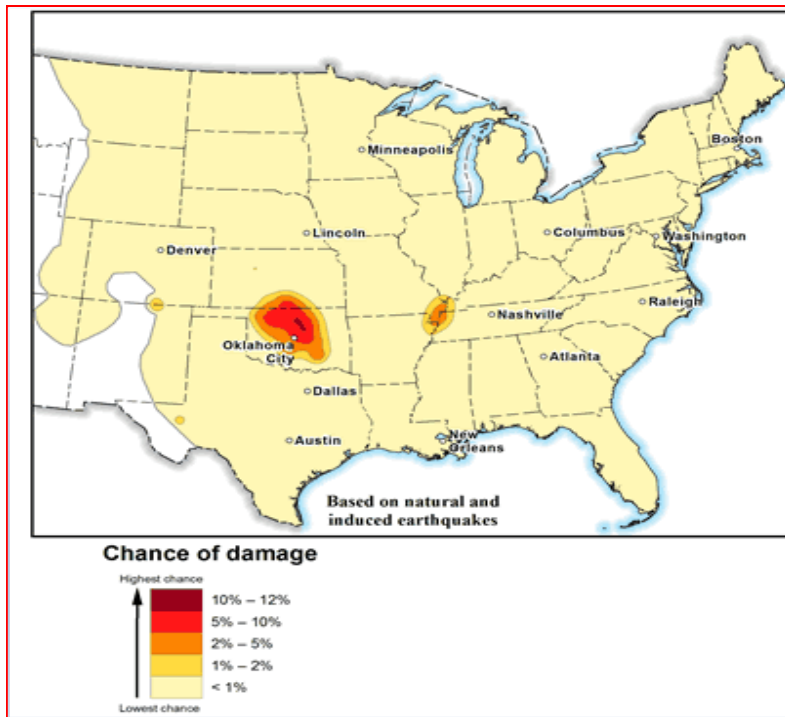 Boston
Minneapolis
Lincoln
Columbus
Washington
Denver
Nashville
Raleigh
Oklahoma
City
Atlanta
Dallas
Austin
New
Orleans
Based on natural and
induced earthquakes
Chance of damage
Highest chance
10% – 12%
5% – 10%
2% – 5%
1% – 2%
< 1%
Lowest chance